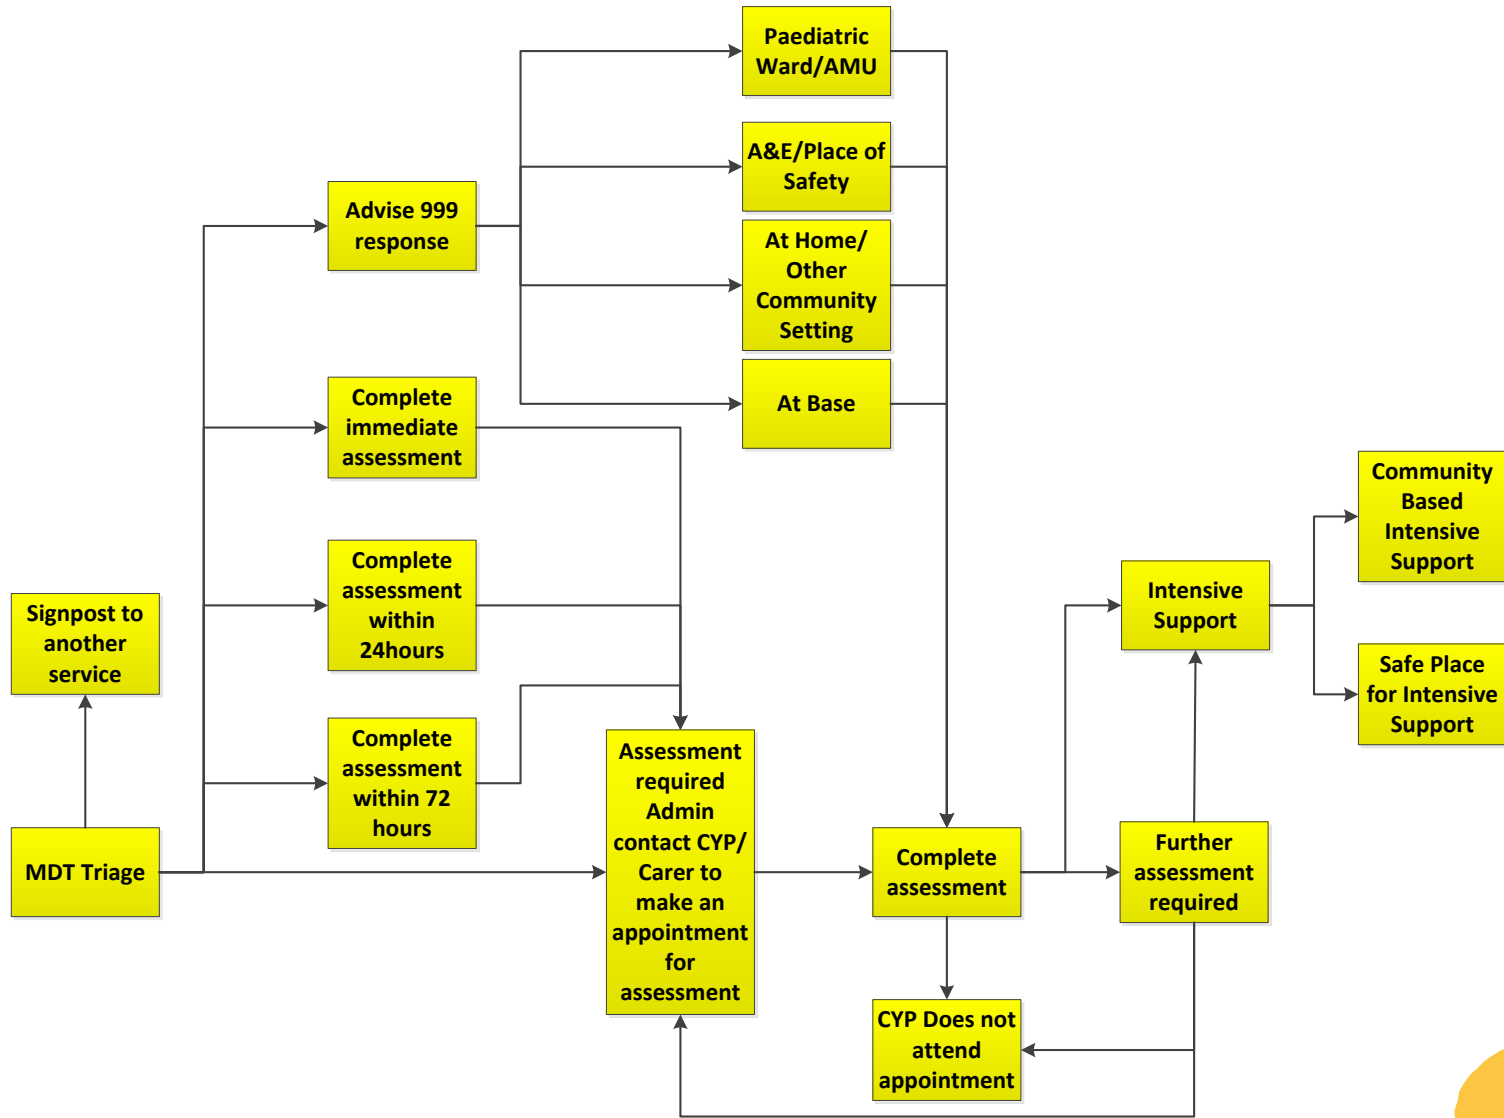 Paediatric
Ward/AMU
A&E/Place of
Safety
Advise 999
response
At Home/
Other
Community
Setting
At Base
Complete
immediate
assessment
Community
Based
Intensive
Support
Complete
assessment
within
24hours
Intensive
Support
Signpost to
another
service
Safe Place
for Intensive
Support
Complete
assessment
within 72
hours
Assessment
required
Admin
contact CYP/
Carer to
make an
appointment
for
assessment
MDT Triage
Complete
assessment
Further
assessment
required
CYP Does not
attend
appointment